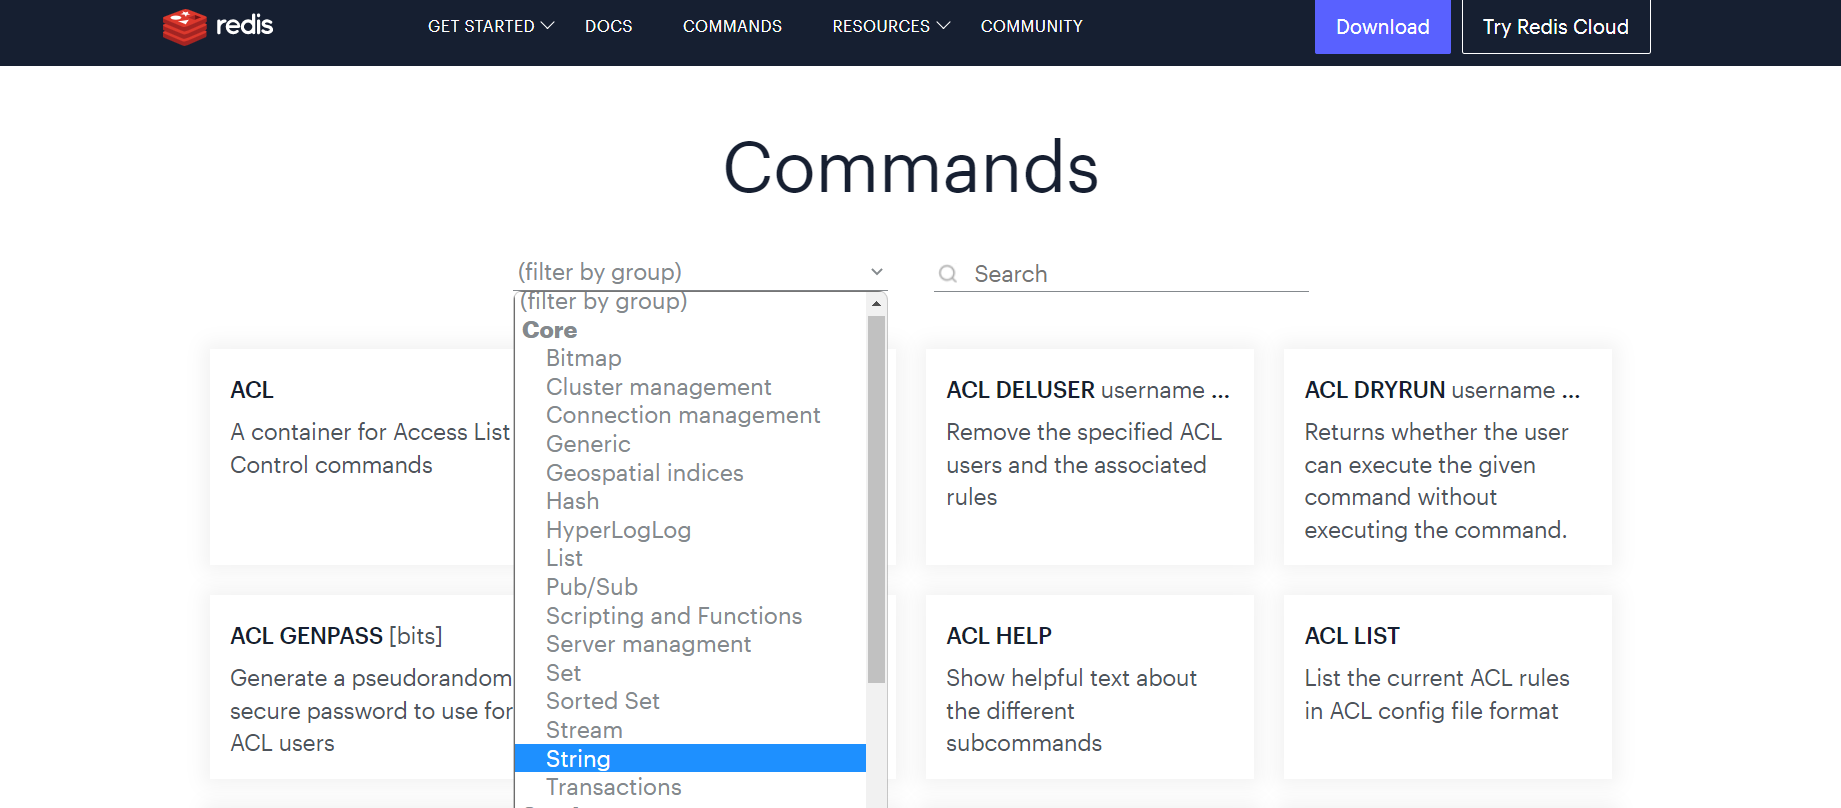 redis
GET STARTED
DOCS
COMMANDS
RESOURCES
COMMUNITY
Download
Try Redis Cloud
Commands
(filter by group)
Search
(filter by group)
Core
Bitmap
Cluster management
Connection management
Generic
Geospatial indices
Hash
HyperLogLog
List
Pub/Sub
Scripting and Functions
Server managment
Set
Sorted Set
Stream
String
Transactions
ACL
A container for Access List
Control commands
ACL DELUSER username ...
Remove the specified ACL
users and the associated
rules
ACL DRYRUN username ...
Returns whether the user
can execute the given
command without
executing the command.
ACL GENPASS [bits]
Generate a pseudorandom
secure password to use for
ACL users
ACL HELP
Show helpful text about
the different
subcommands
ACL LIST
List the current ACL rules
in ACL config file format